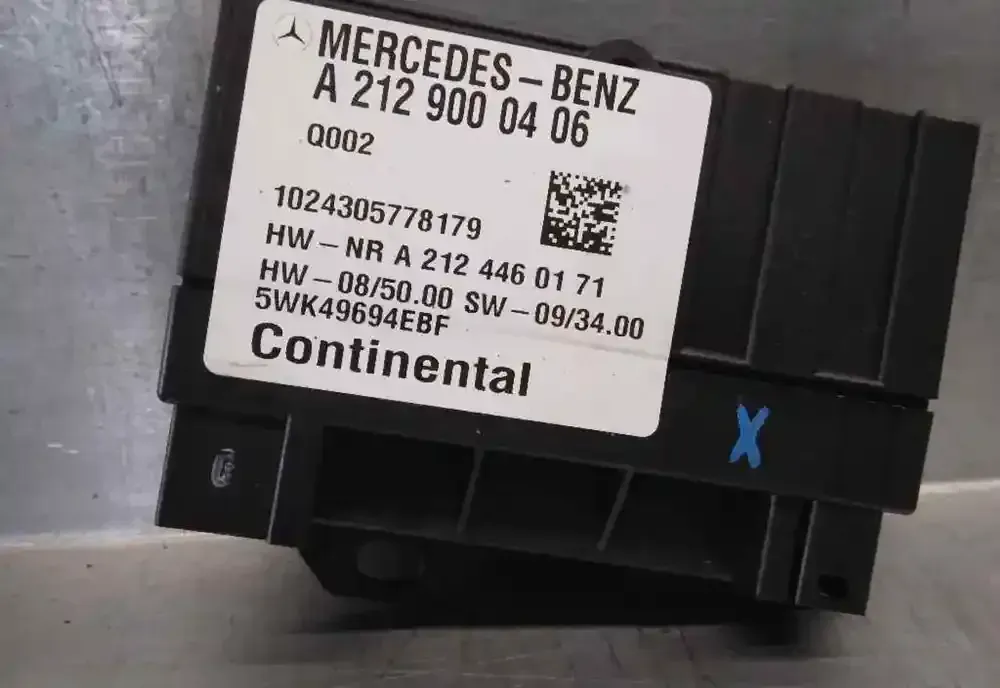 MERCEDES-BENZ
A 212 900 04 06
Q002
1024305778179
HW-NR A 212 446 01 71
HW-08/50.00 SW-09/34.00
5WK49694EBF
Continental
X